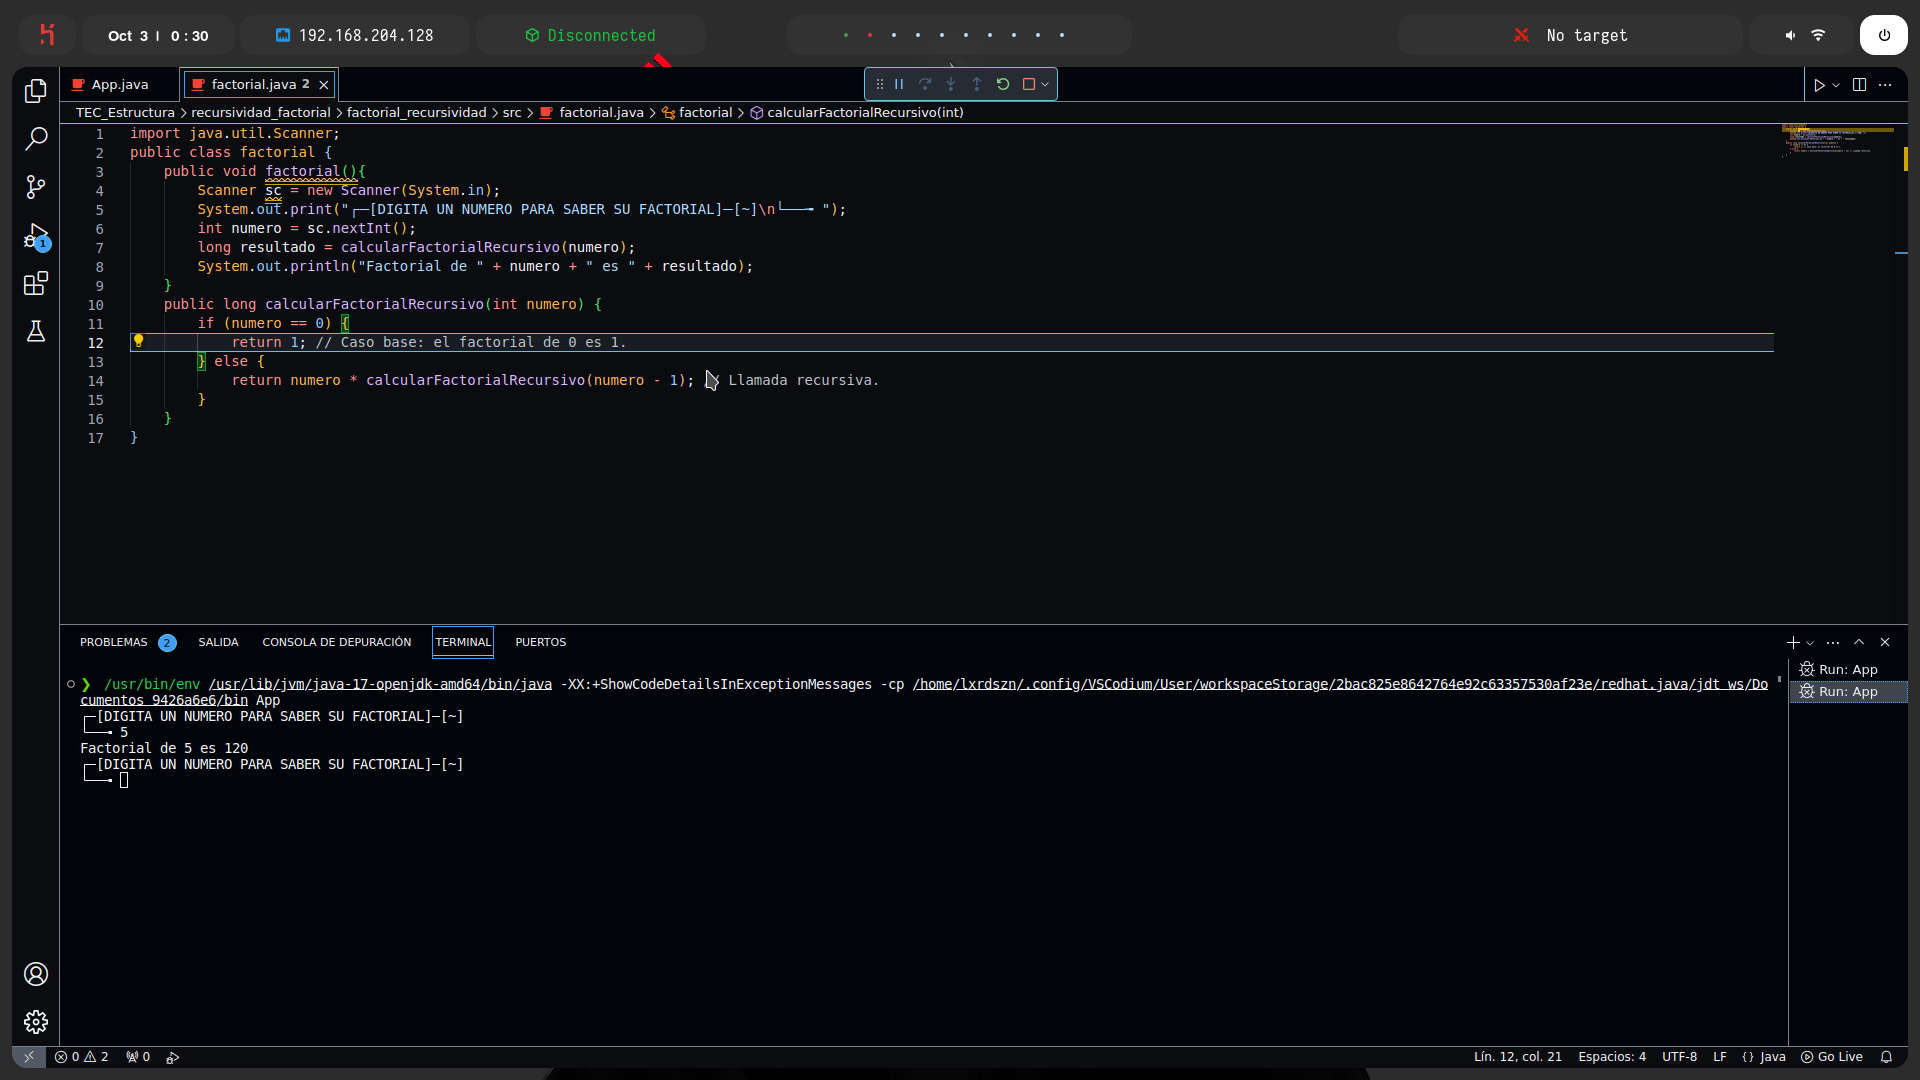 Oct 3 | 0 : 30
192.168.204.128
Disconnected
No target
App.java
factorial.java 2
TEC_Estructura > recursividad_factorial > factorial_recursividad > src > factorial.java > factorial > calcularFactorialRecursivo(int)
1 import java.util.Scanner;
2 public class factorial {
3 public void factorial(){
4 Scanner sc = new Scanner(System.in);
5 System.out.print("┌─[DIGITA UN NUMERO PARA SABER SU FACTORIAL]─[~]\n└──╼ ");
6 int numero = sc.nextInt();
7 long resultado = calcularFactorialRecursivo(numero);
8 System.out.println("Factorial de " + numero + " es " + resultado);
9 }
10 public long calcularFactorialRecursivo(int numero) {
11 if (numero == 0) {
12 return 1; // Caso base: el factorial de 0 es 1.
13 } else {
14 return numero * calcularFactorialRecursivo(numero - 1); // Llamada recursiva.
15 }
16 }
17 }
PROBLEMAS 2 SALIDA CONSOLA DE DEPURACIÓN TERMINAL PUERTOS
❯ /usr/bin/env /usr/lib/jvm/java-17-openjdk-amd64/bin/java -XX:+ShowCodeDetailsInExceptionMessages -cp /home/lxrdszn/.config/VSCodium/User/workspaceStorage/2bac825e8642764e92c63357530af23e/redhat.java/jdt_ws/Do
cumentos_9426a6e6/bin App
┌─[DIGITA UN NUMERO PARA SABER SU FACTORIAL]─[~]
└──╼ 5
Factorial de 5 es 120
┌─[DIGITA UN NUMERO PARA SABER SU FACTORIAL]─[~]
└──╼
Run: App
Run: App
1
0 2 0
Lín. 12, col. 21 Espacios: 4 UTF-8 LF {} Java Go Live